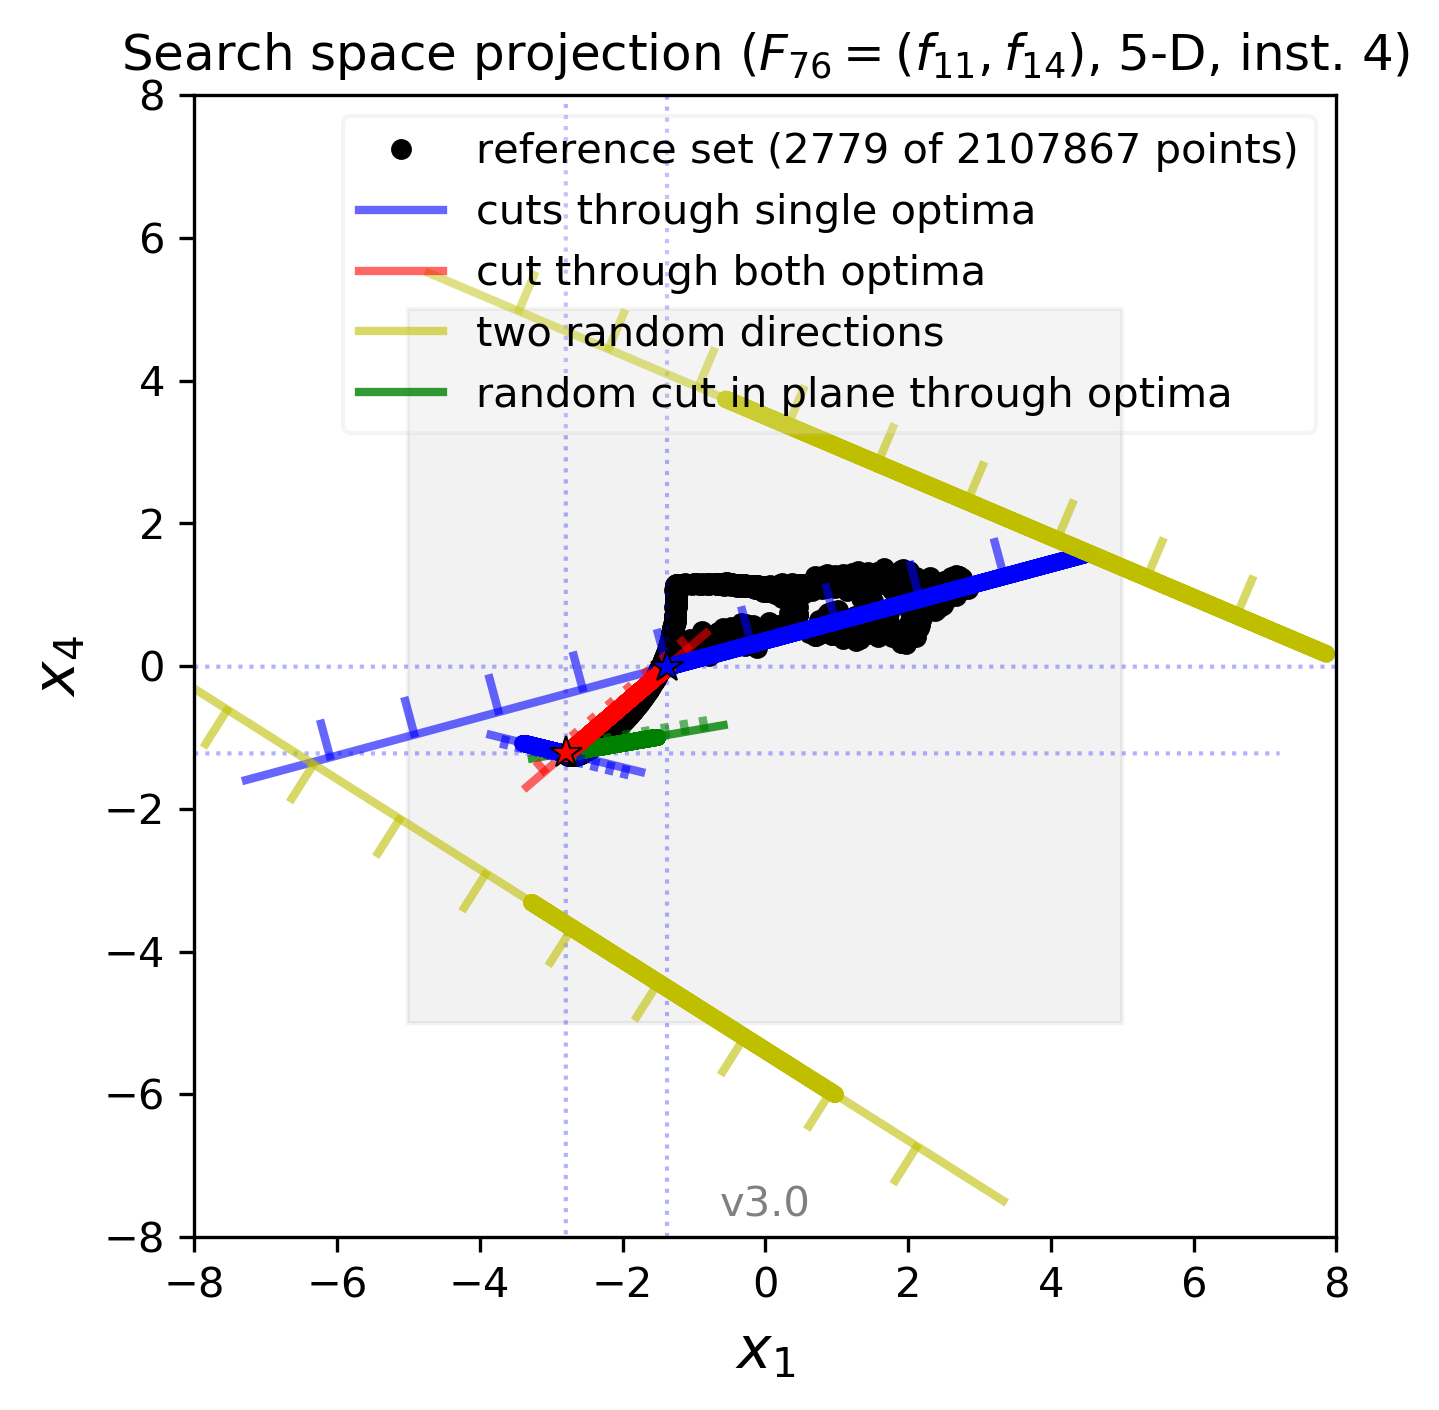 Search space projection (F₇₆ = (f₁₁, f₁₄), 5-D, inst. 4)
reference set (2779 of 2107867 points)
cuts through single optima
cut through both optima
two random directions
random cut in plane through optima
8
6
4
2
0
−2
−4
−6
−8
x₄
v3.0
−8 −6 −4 −2 0 2 4 6 8
x₁